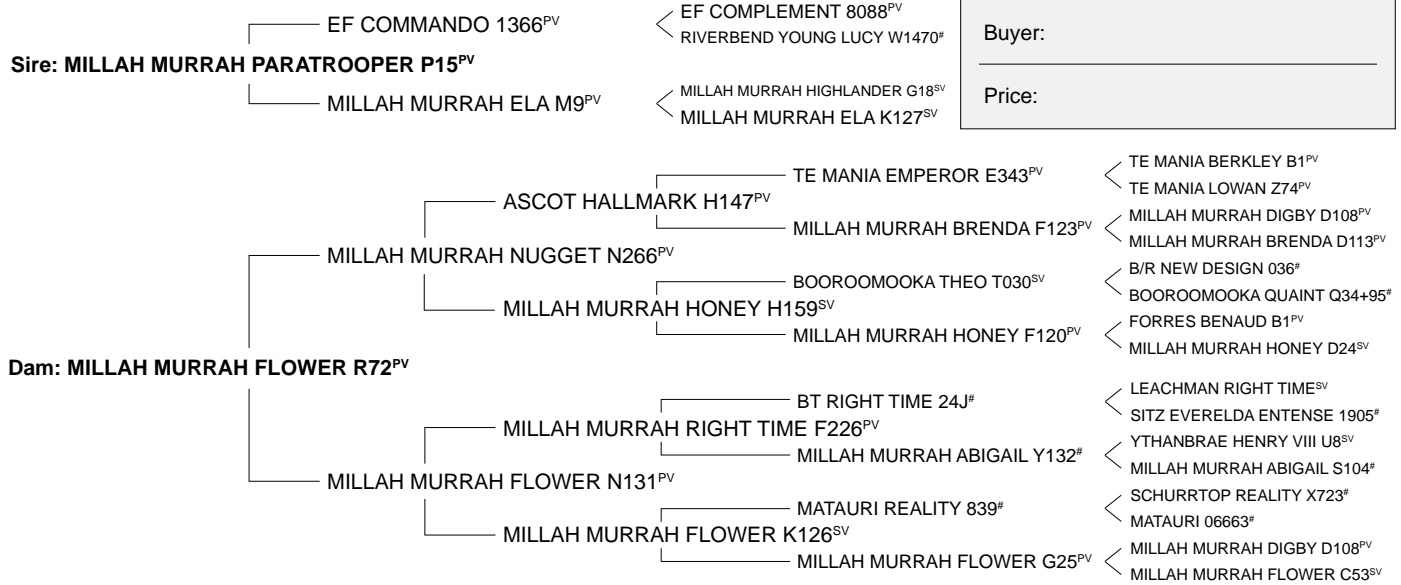 EF COMPLEMENT 8088PV
EF COMMANDO 1366PV
RIVERBEND YOUNG LUCY W1470#
Sire: MILLAH MURRAH PARATROOPER P15PV
MILLAH MURRAH HIGHLANDER G18SV
MILLAH MURRAH ELA M9PV
MILLAH MURRAH ELA K127SV
Buyer:
Price:
TE MANIA BERKLEY B1PV
TE MANIA EMPEROR E343PV
TE MANIA LOWAN Z74PV
ASCOT HALLMARK H147PV
MILLAH MURRAH DIGBY D108PV
MILLAH MURRAH BRENDA F123PV
MILLAH MURRAH BRENDA D113PV
MILLAH MURRAH NUGGET N266PV
B/R NEW DESIGN 036#
BOOROOMOOKA THEO T030SV
BOOROOMOOKA QUAINT Q34+95#
MILLAH MURRAH HONEY H159SV
FORRES BENAUD B1PV
MILLAH MURRAH HONEY F120PV
MILLAH MURRAH HONEY D24SV
Dam: MILLAH MURRAH FLOWER R72PV
LEACHMAN RIGHT TIMESV
BT RIGHT TIME 24J#
SITZ EVERELDA ENTENSE 1905#
MILLAH MURRAH RIGHT TIME F226PV
YTHANBRAE HENRY VIII U8SV
MILLAH MURRAH ABIGAIL Y132#
MILLAH MURRAH ABIGAIL S104#
MILLAH MURRAH FLOWER N131PV
SCHURRTOP REALITY X723#
MATAURI REALITY 839#
MATAURI 06663#
MILLAH MURRAH FLOWER K126SV
MILLAH MURRAH DIGBY D108PV
MILLAH MURRAH FLOWER G25PV
MILLAH MURRAH FLOWER C53SV